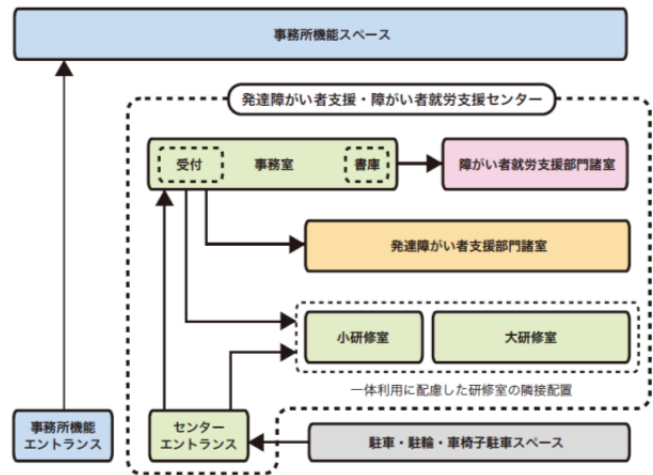 事務所機能スペース
発達障がい者支援・障がい者就労支援センター
受付
事務室
書庫
障がい者就労支援部門諸室
発達障がい者支援部門諸室
小研修室
大研修室
一体利用に配慮した研修室の隣接配置
事務所機能
エントランス
センター
エントランス
駐車・駐輪・車椅子駐車スペース